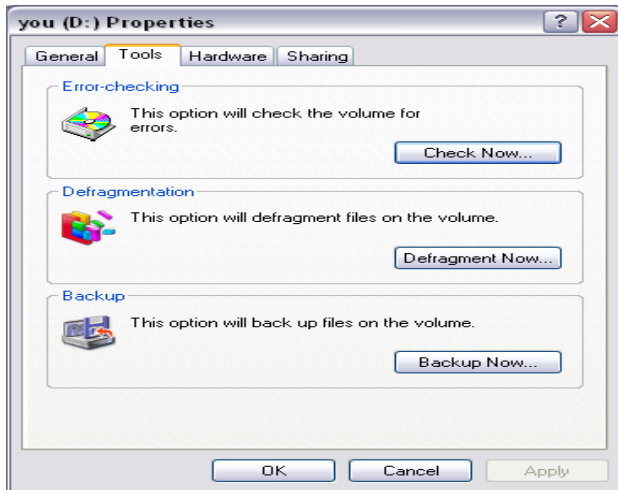 you (D:) Properties
General Tools Hardware Sharing
Error-checking
This option will check the volume for
errors.
Check Now...
Defragmentation
This option will defragment files on the volume.
Defragment Now...
Backup
This option will back up files on the volume.
Backup Now...
OK Cancel Apply